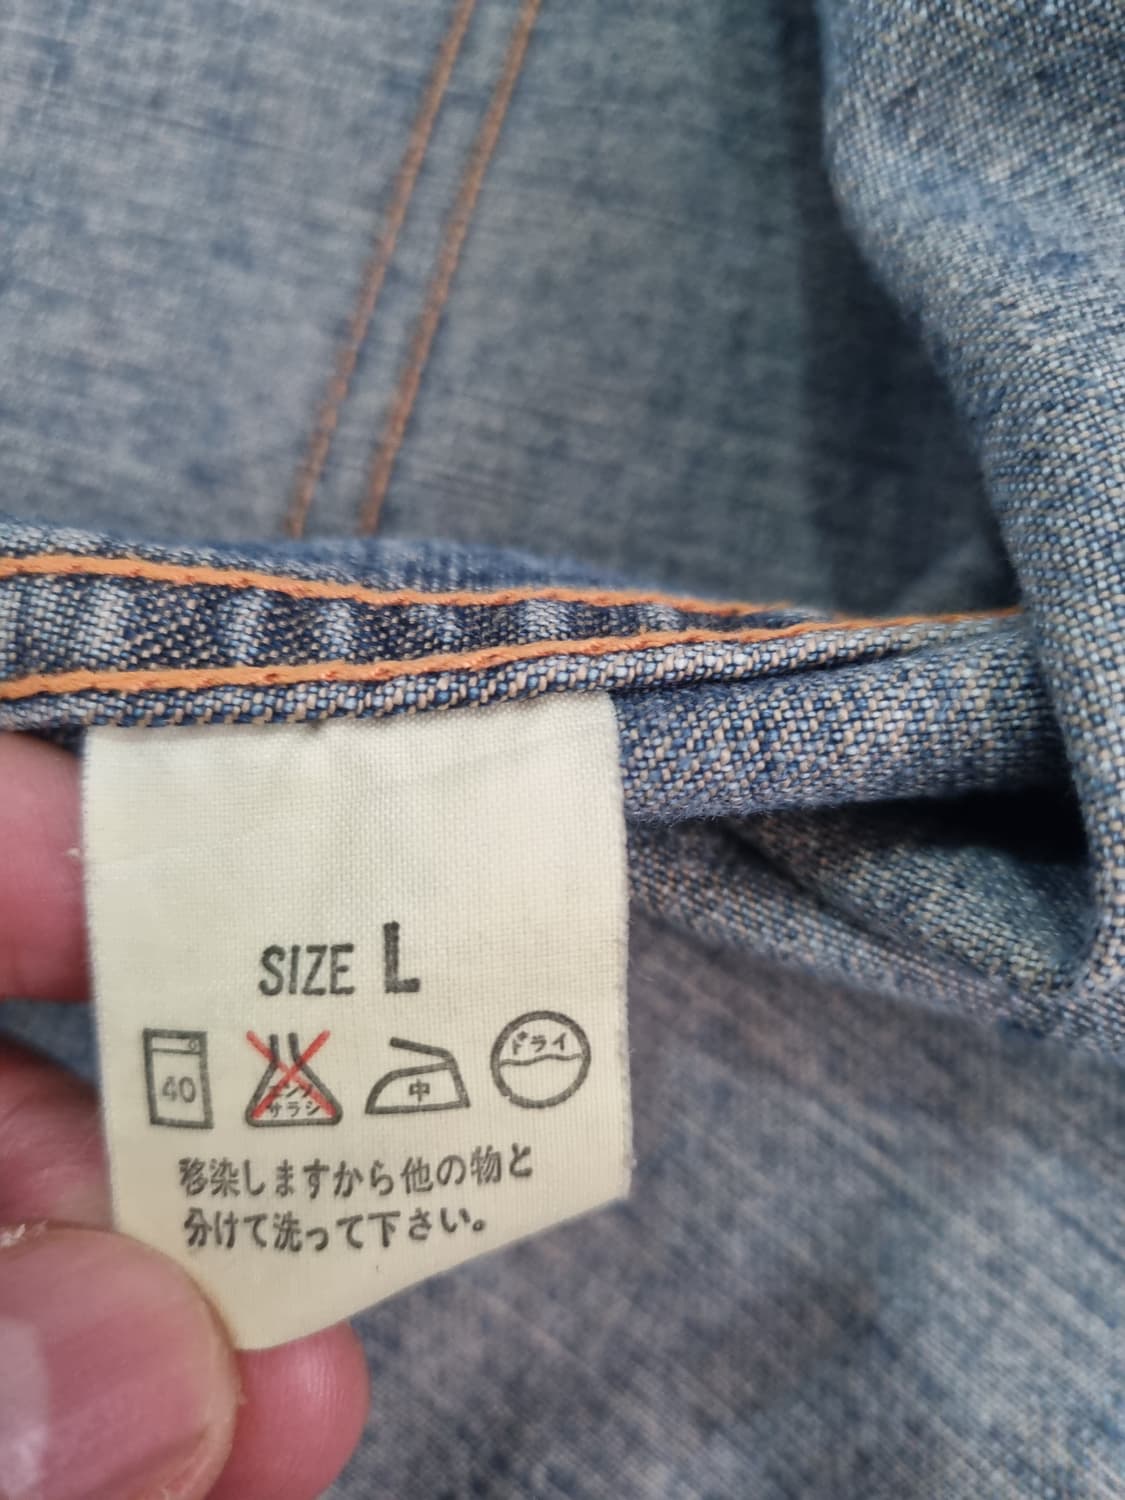 SIZE L
40 エンソ サラシ 中 ドライ
移染しますから他の物と
分けて洗って下さい。